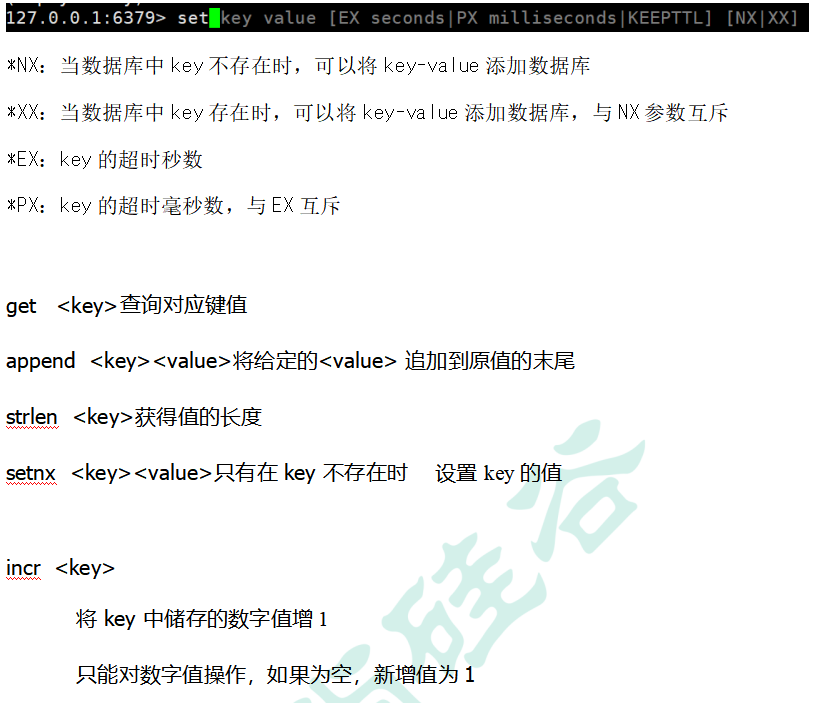 127.0.0.1:6379> set key value [EX seconds|PX milliseconds|KEEPTTL] [NX|XX]
*NX：当数据库中 key 不存在时，可以将 key-value 添加数据库
*XX：当数据库中 key 存在时，可以将 key-value 添加数据库，与 NX 参数互斥
*EX：key 的超时秒数
*PX：key 的超时毫秒数，与 EX 互斥
get <key>查询对应键值
append <key><value>将给定的<value> 追加到原值的末尾
strlen <key>获得值的长度
setnx <key><value>只有在 key 不存在时 设置 key 的值
incr <key>
将 key 中储存的数字值增 1
只能对数字值操作，如果为空，新增值为 1
硅谷